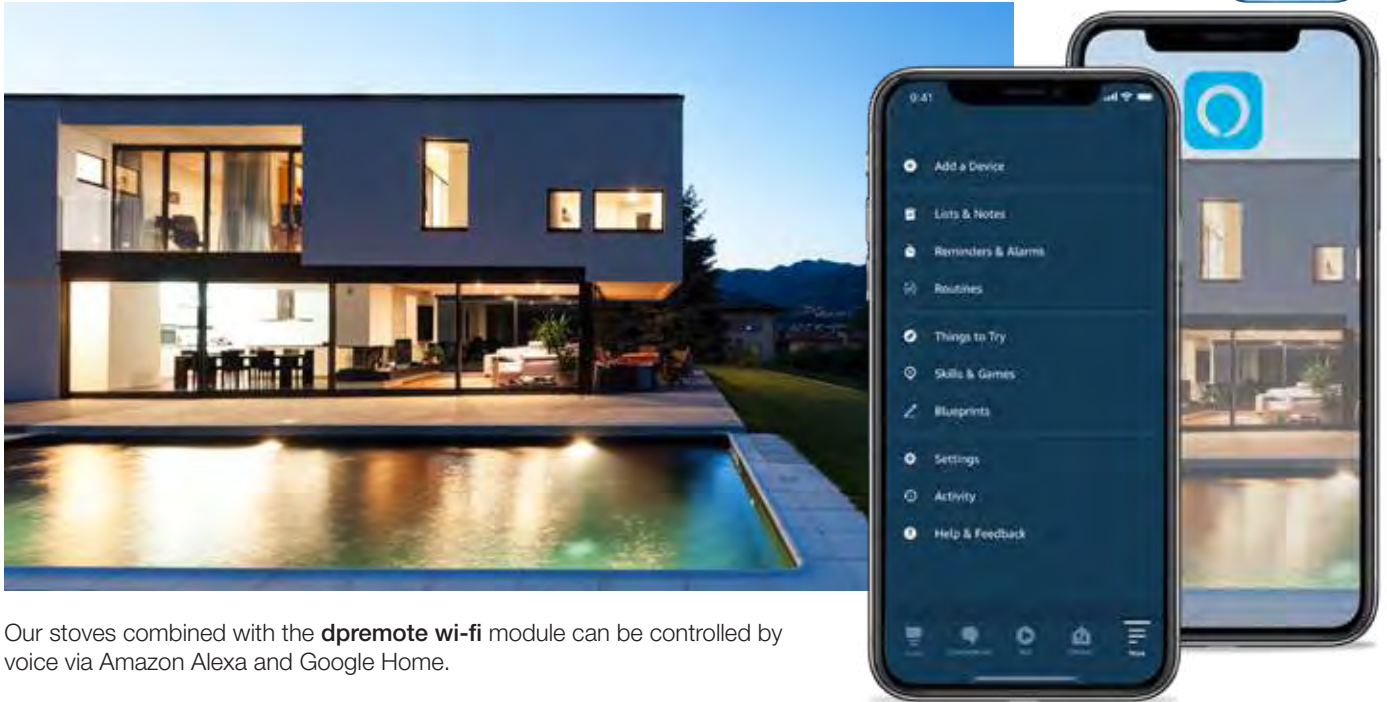 9:41
Add a Device
Lists & Notes
Reminders & Alarms
Routines
Things to Try
Skills & Games
Blueprints
Settings
Activity
Help & Feedback
More
Our stoves combined with the dpremote wi-fi module can be controlled by
voice via Amazon Alexa and Google Home.